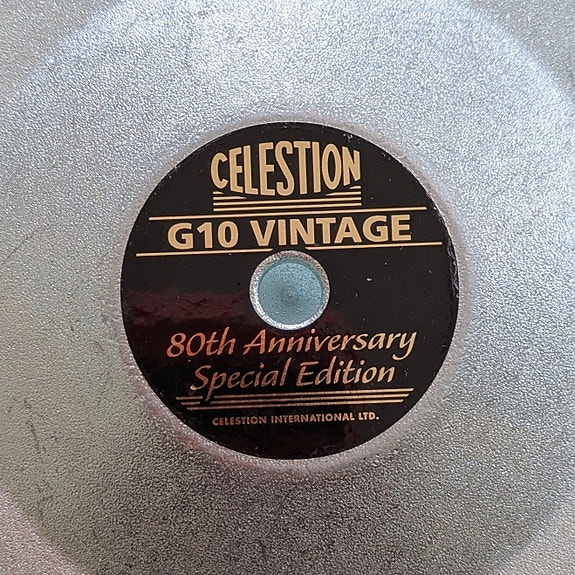 CELESTION
G10 VINTAGE
80th Anniversary
Special Edition
CELESTION INTERNATIONAL LTD.